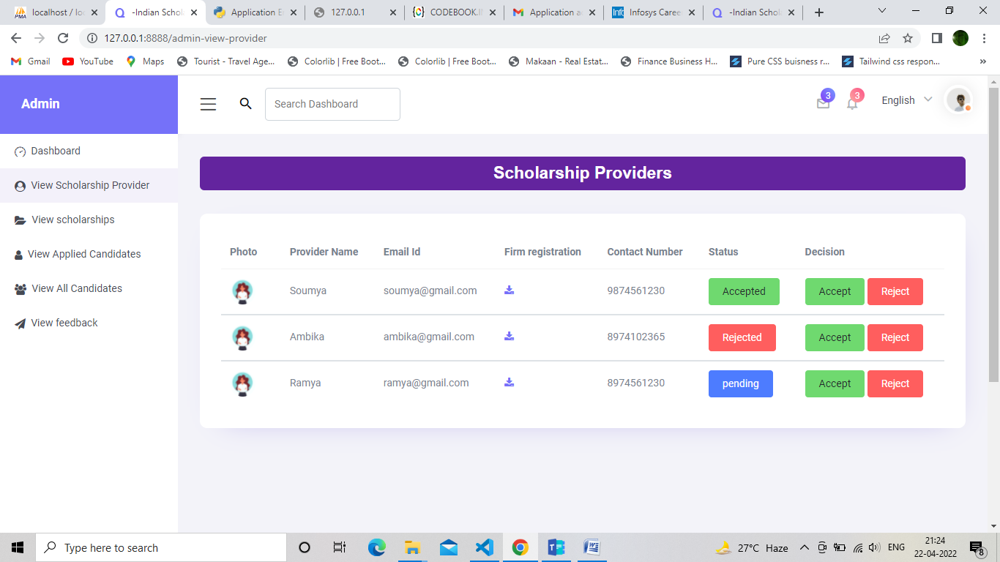 localhost / loc
-Indian Schol
Application E
127.0.0.1
CODEBOOK.I
Application a
Infosys Caree
-Indian Schol
127.0.0.1:8888/admin-view-provider
Gmail
YouTube
Maps
Tourist - Travel Age...
Colorlib | Free Boot...
Colorlib | Free Boot...
Makaan - Real Estat...
Finance Business H...
Pure CSS buisness r...
Tailwind css respon...
»
Admin
Search Dashboard
3
3
English
Dashboard
View Scholarship Provider
View scholarships
View Applied Candidates
View All Candidates
View feedback
Scholarship Providers
Photo Provider Name Email Id Firm registration Contact Number Status Decision
Soumya soumya@gmail.com 9874561230 Accepted Accept Reject
Ambika ambika@gmail.com 8974102365 Rejected Accept Reject
Ramya ramya@gmail.com 8974561230 pending Accept Reject
Type here to search
27°C Haze
ENG
21:24
22-04-2022
8